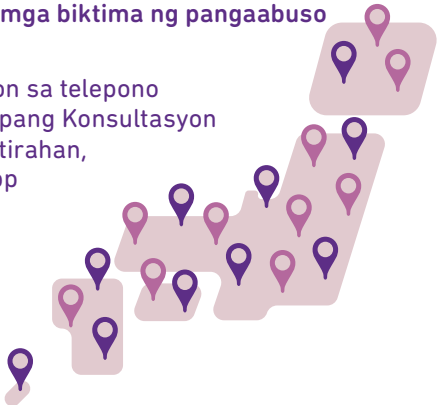 mga biktima ng pangaabuso
on sa telepono
pang Konsultasyon
tirahan,
op